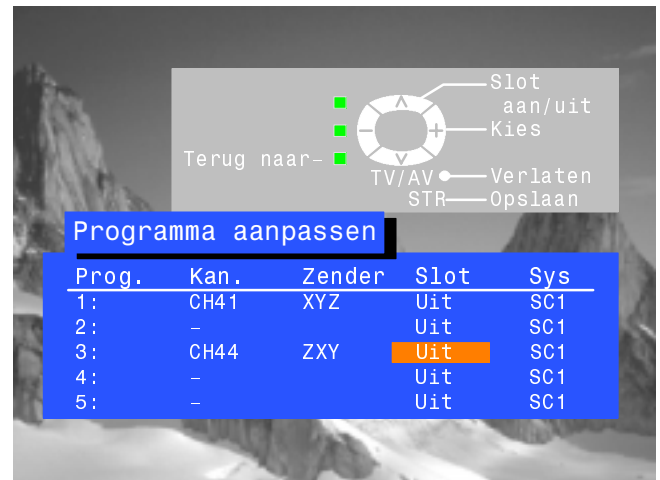 Slot
aan/uit
Kies
Terug naar–
TV/AV Verlaten
STR Opslaan
Programma aanpassen
Prog. Kan. Zender Slot Sys
1: CH41 XYZ Uit SC1
2: – Uit SC1
3: CH44 ZXY Uit SC1
4: – Uit SC1
5: – Uit SC1